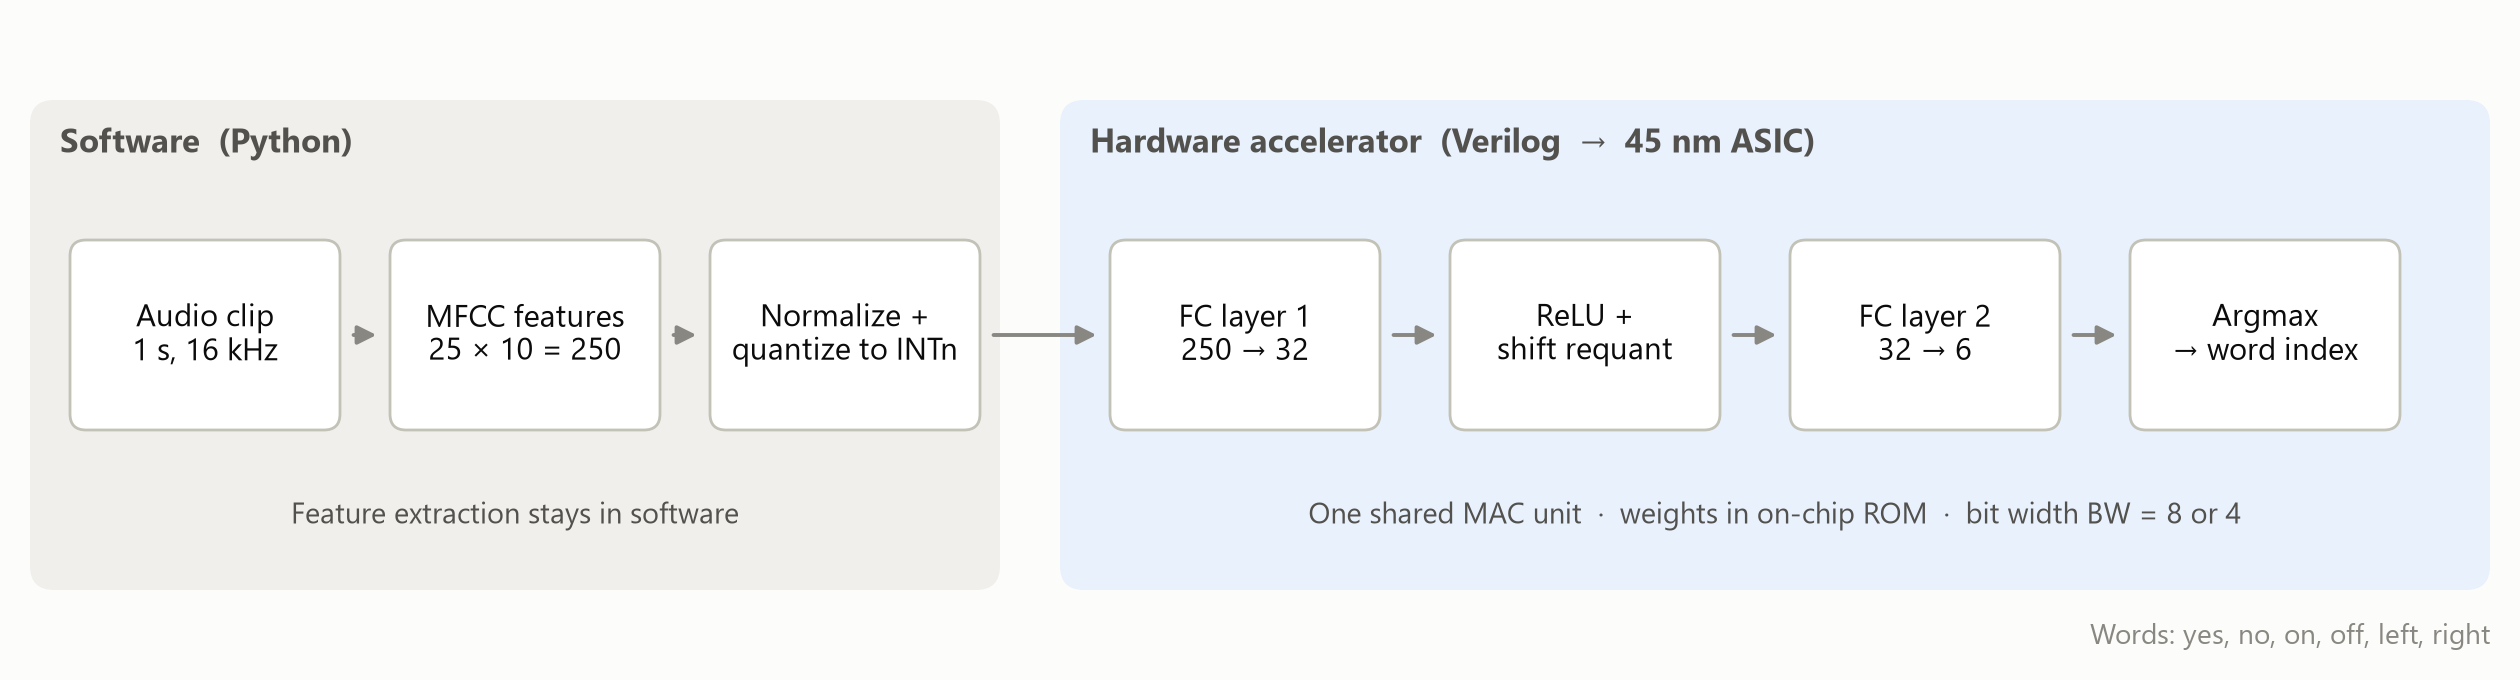 Software (Python)
Hardware accelerator (Verilog → 45 nm ASIC)
Audio clip
1 s, 16 kHz
MFCC features
25 × 10 = 250
Normalize +
quantize to INTn
FC layer 1
250 → 32
ReLU +
shift requant
FC layer 2
32 → 6
Argmax
→ word index
Feature extraction stays in software
One shared MAC unit · weights in on-chip ROM · bit width BW = 8 or 4
Words: yes, no, on, off, left, right